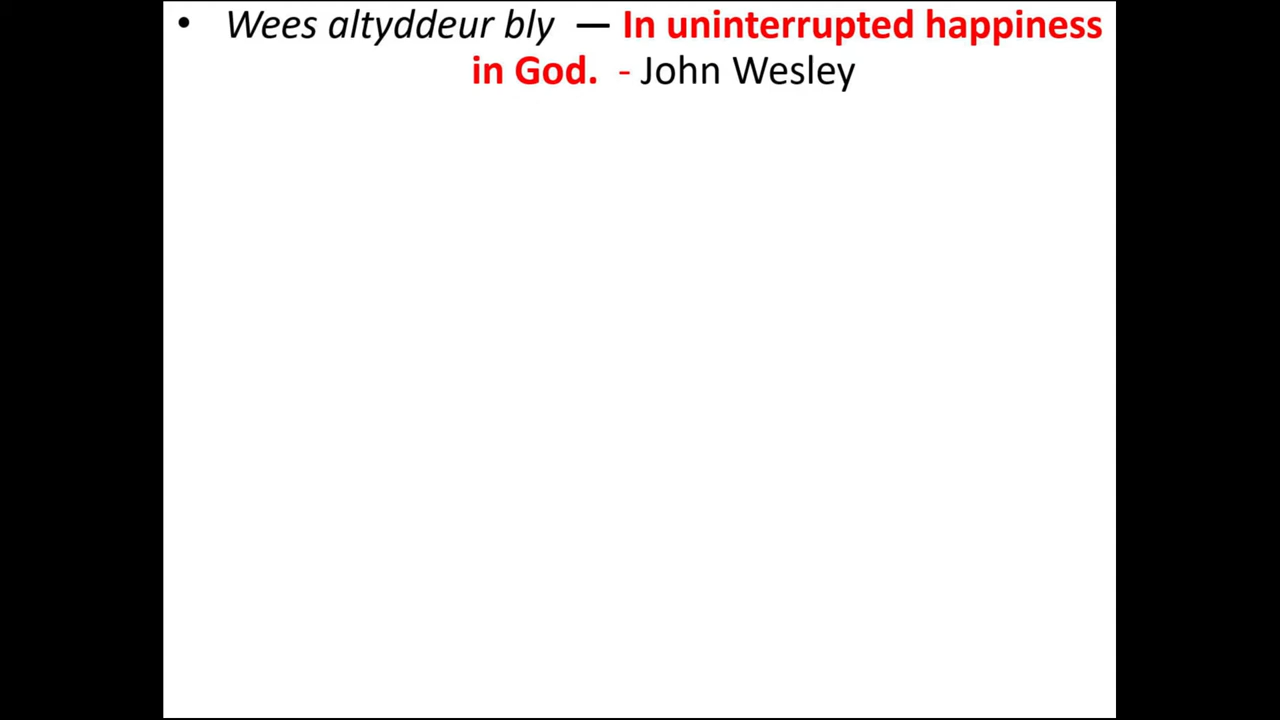 • Wees altyddeur bly — In uninterrupted happiness
in God. - John Wesley